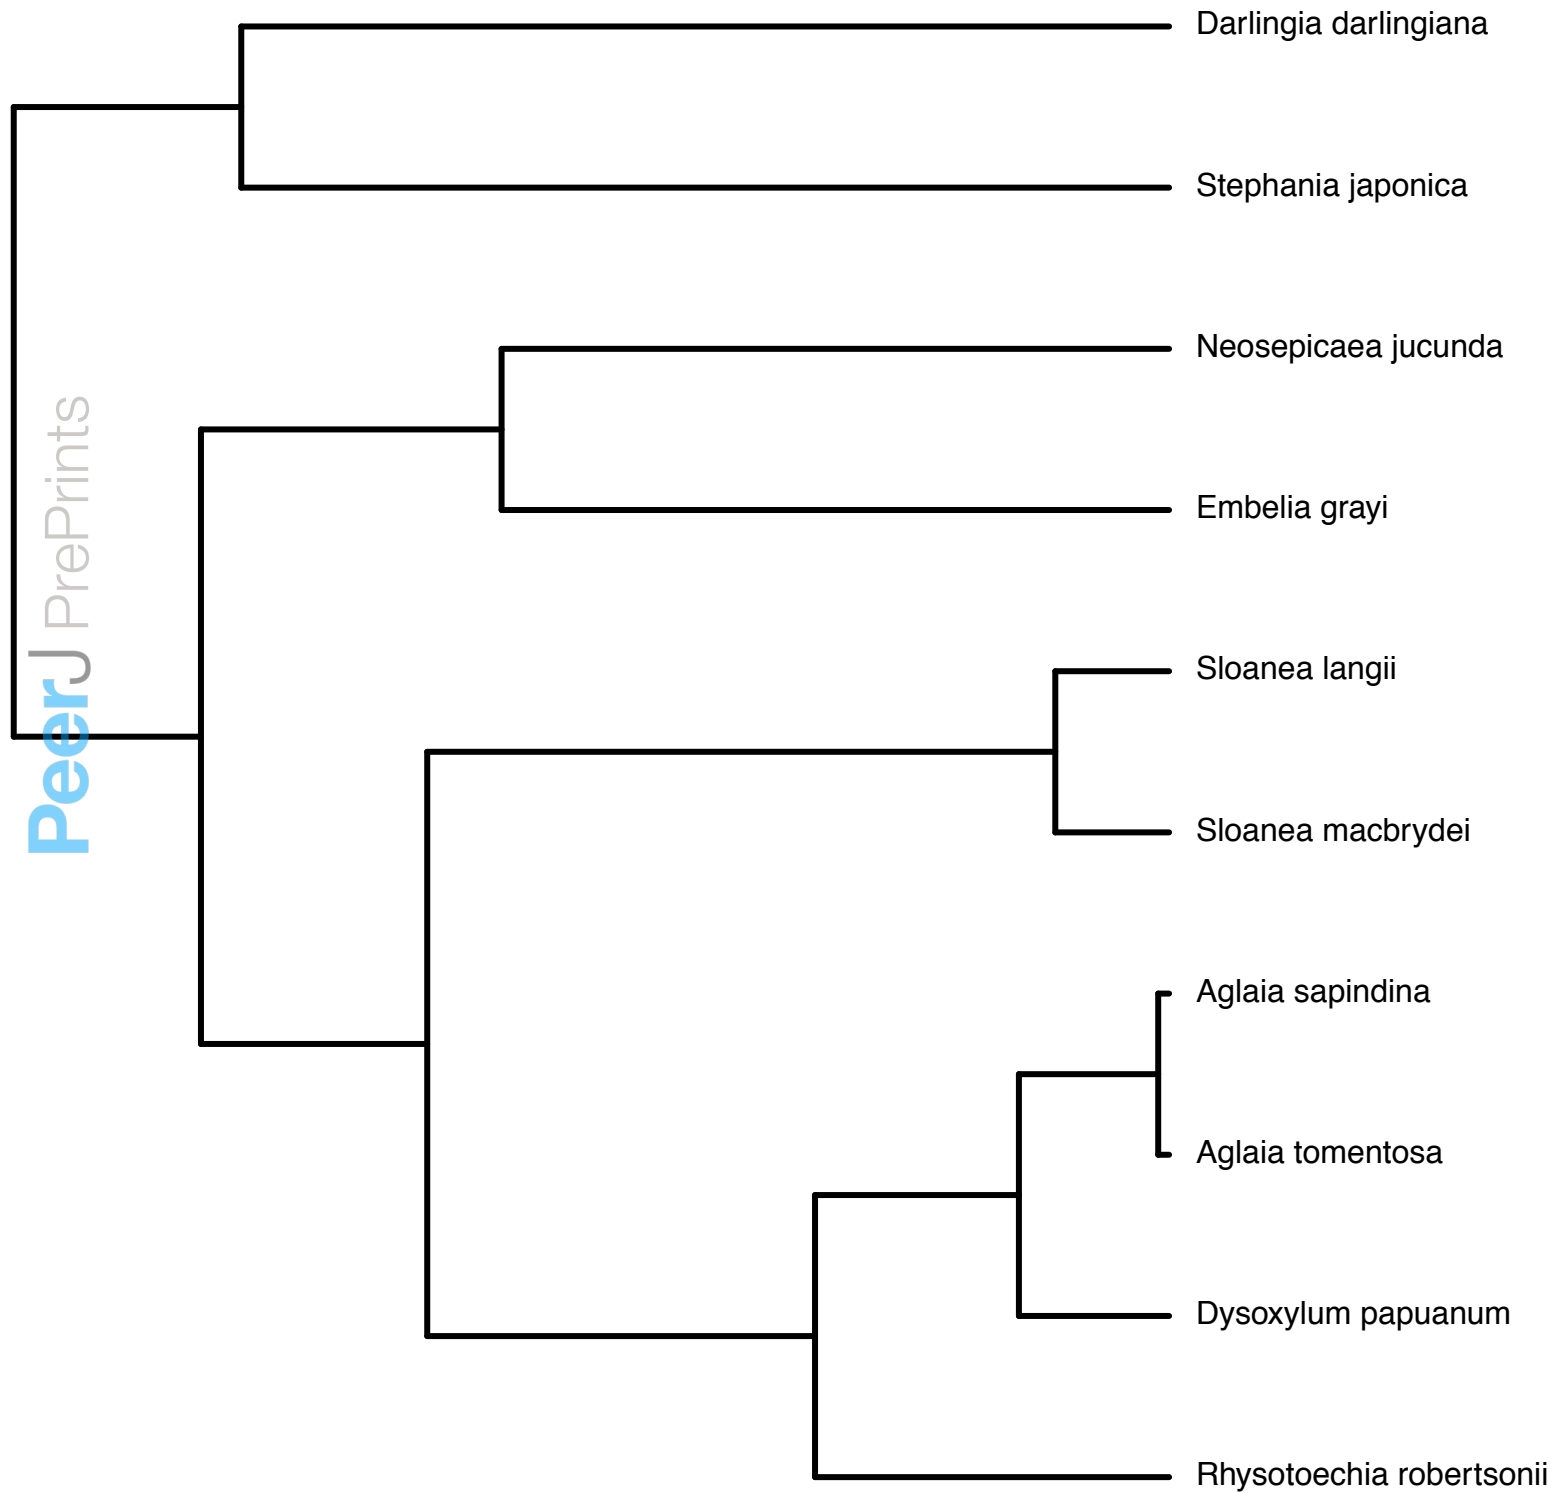 Darlingia darlingiana
Stephania japonica
Neosepicaea jucunda
Embelia grayi
Sloanea langii
Sloanea macbrydei
Aglaia sapindina
Aglaia tomentosa
Dysoxylum papuanum
Rhysotoechia robertsonii
PeerJ PrePrints